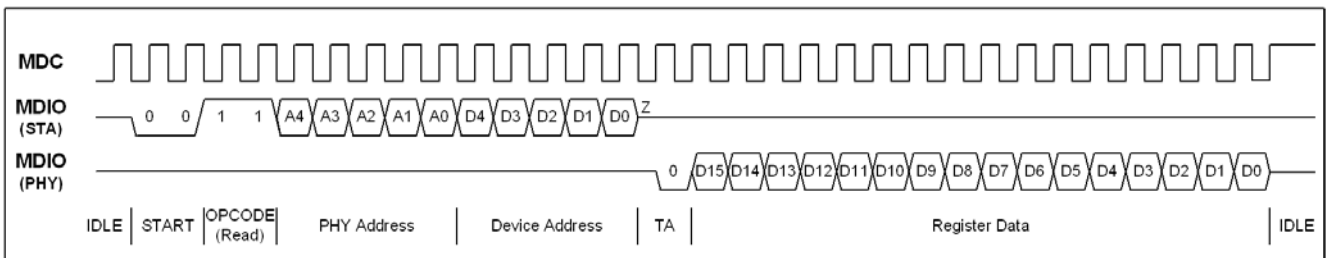 MDC
MDIO
(STA)
0 0 1 1 A4 A3 A2 A1 A0 D4 D3 D2 D1 D0 Z
MDIO
(PHY)
0 D15 D14 D13 D12 D11 D10 D9 D8 D7 D6 D5 D4 D3 D2 D1 D0
IDLE START OPCODE (Read) PHY Address Device Address TA Register Data IDLE